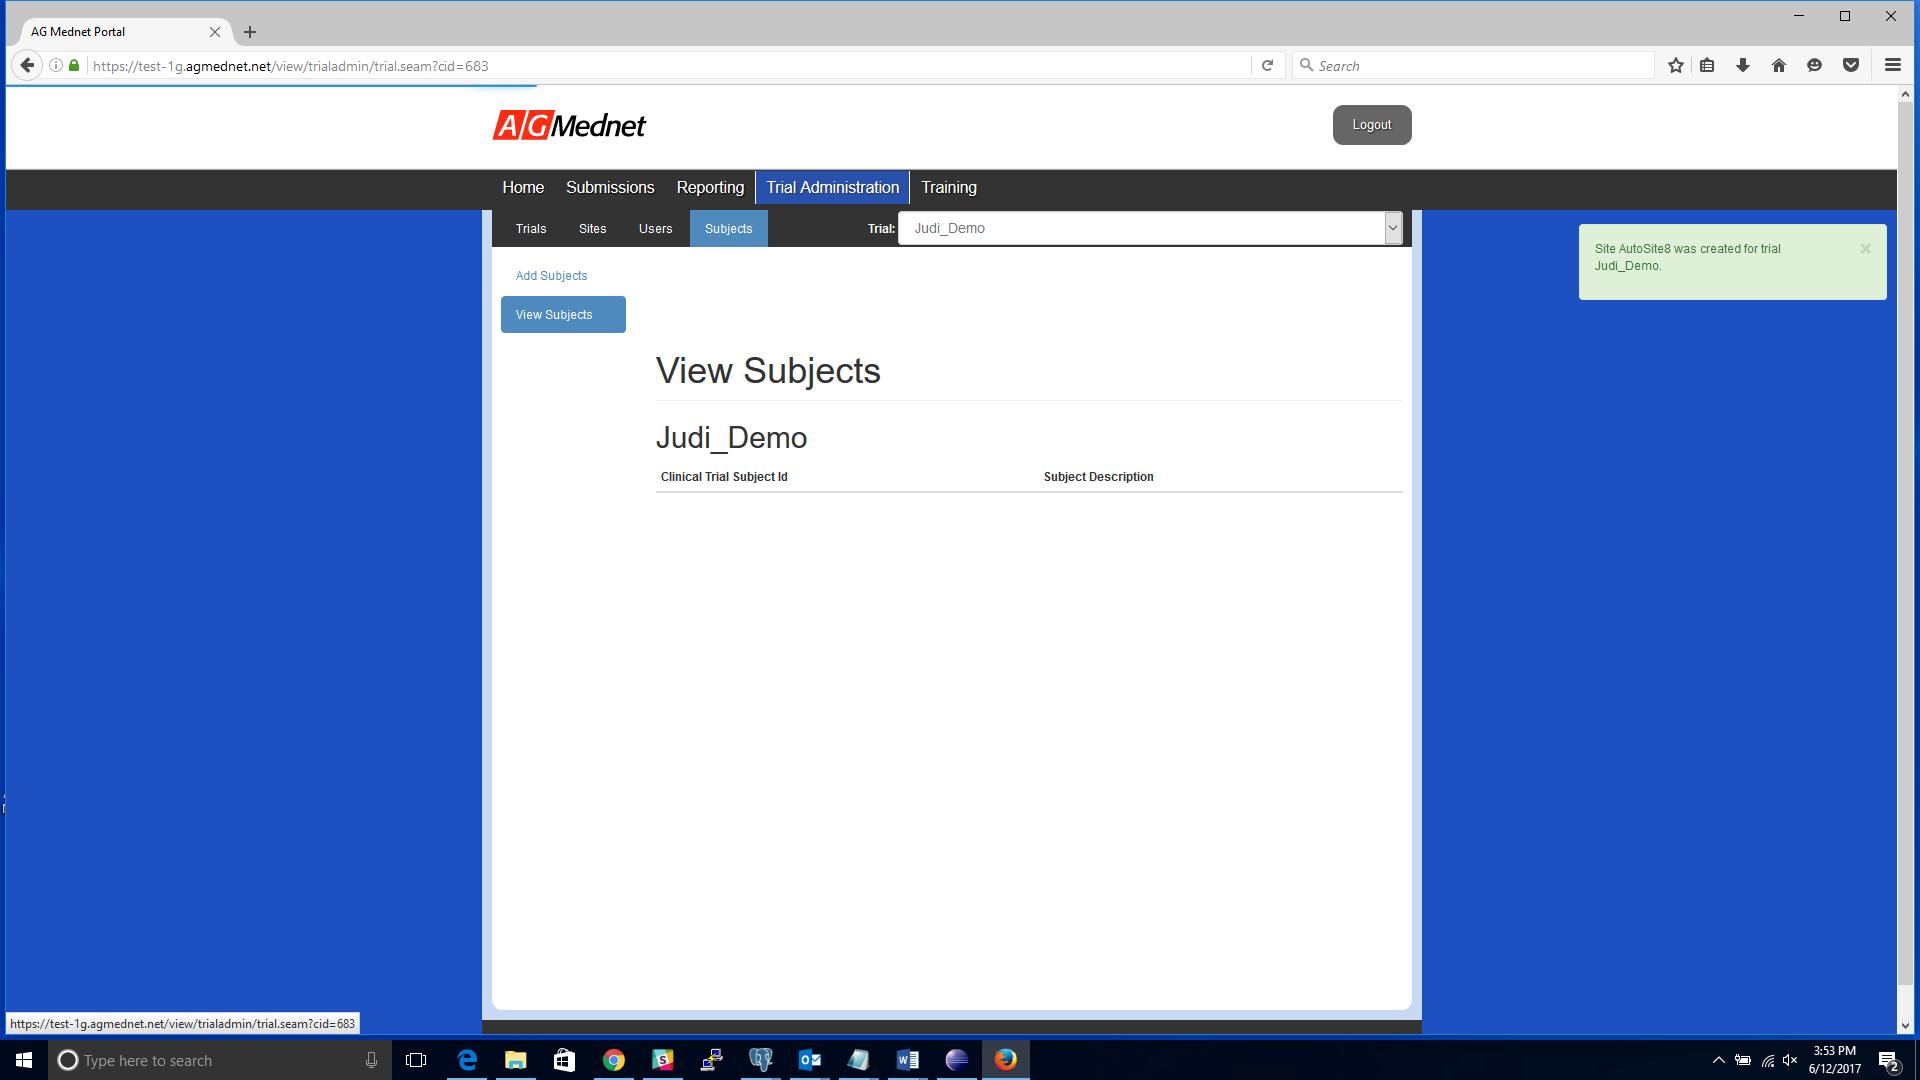 AG Mednet Portal
https://test-1g.agmednet.net/view/trialadmin/trial.seam?cid=683
Search
AG Mednet
Logout
Home Submissions Reporting Trial Administration Training
Trials Sites Users Subjects Trial: Judi_Demo
Site AutoSite8 was created for trial
Judi_Demo.
Add Subjects
View Subjects
View Subjects
Judi_Demo
Clinical Trial Subject Id Subject Description
https://test-1g.agmednet.net/view/trialadmin/trial.seam?cid=683
Type here to search
3:53 PM
6/12/2017
2